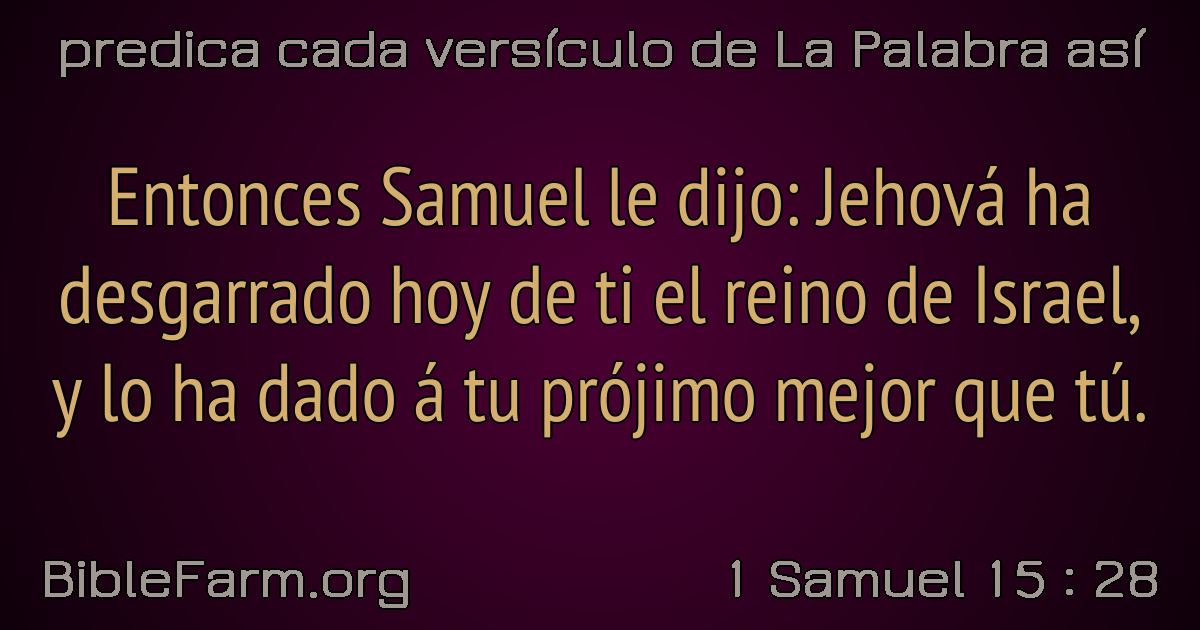 predica cada versículo de La Palabra así
Entonces Samuel le dijo: Jehová ha
desgarrado hoy de ti el reino de Israel,
y lo ha dado á tu prójimo mejor que tú.
BibleFarm.org
1 Samuel 15 : 28